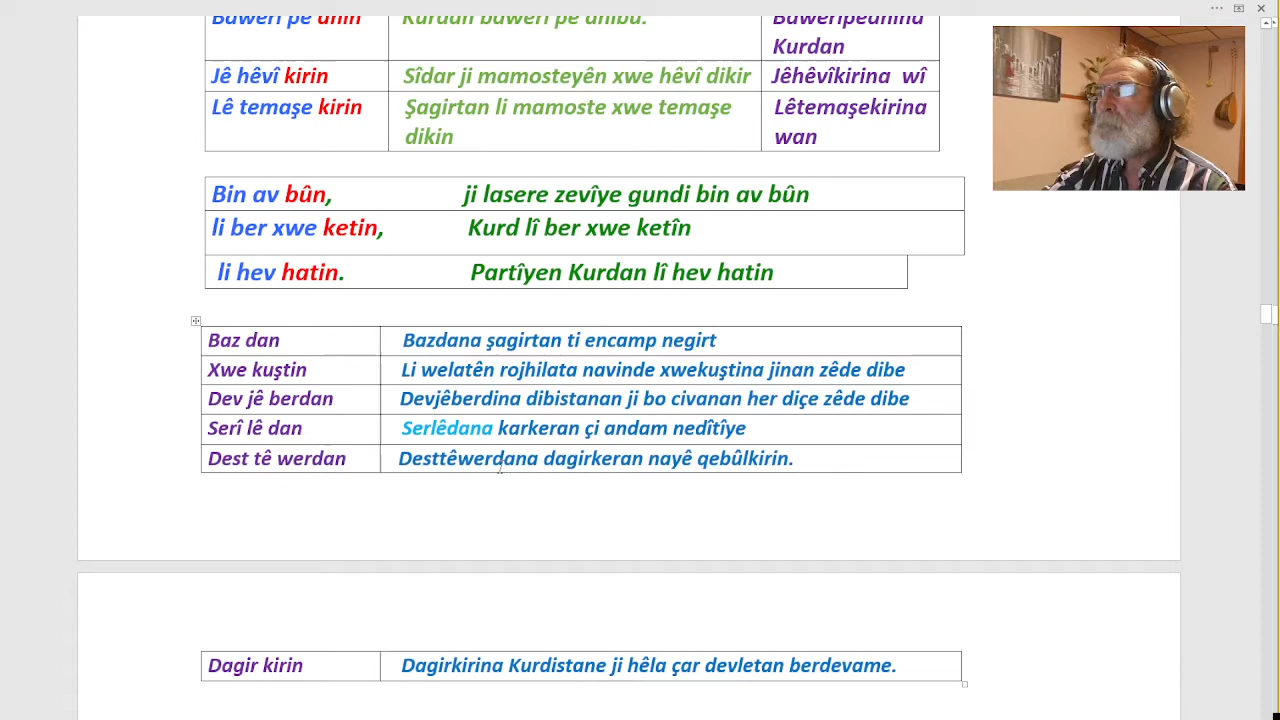 Bawerî pê anîn Kurdan bawerî pê anîbû. Bawerîpêanîna
Kurdan
Jê hêvî kirin Sîdar ji mamosteyên xwe hêvî dikir Jêhêvîkirina wî
Lê temaşe kirin Şagirtan li mamoste xwe temaşe Lêtemaşekirina
dikin wan
Bin av bûn, ji lasere zevîye gundi bin av bûn
li ber xwe ketin, Kurd lî ber xwe ketîn
li hev hatin. Partîyen Kurdan lî hev hatin
Baz dan Bazdana şagirtan ti encamp negirt
Xwe kuştin Li welatên rojhilata navinde xwekuştina jinan zêde dibe
Dev jê berdan Devjêberdina dibistanan ji bo civanan her diçe zêde dibe
Serî lê dan Serlêdana karkeran çi andam nedîtîye
Dest tê werdan Desttêwerdana dagirkeran nayê qebûlkirin.
Dagir kirin Dagirkirina Kurdistane ji hêla çar devletan berdevame.